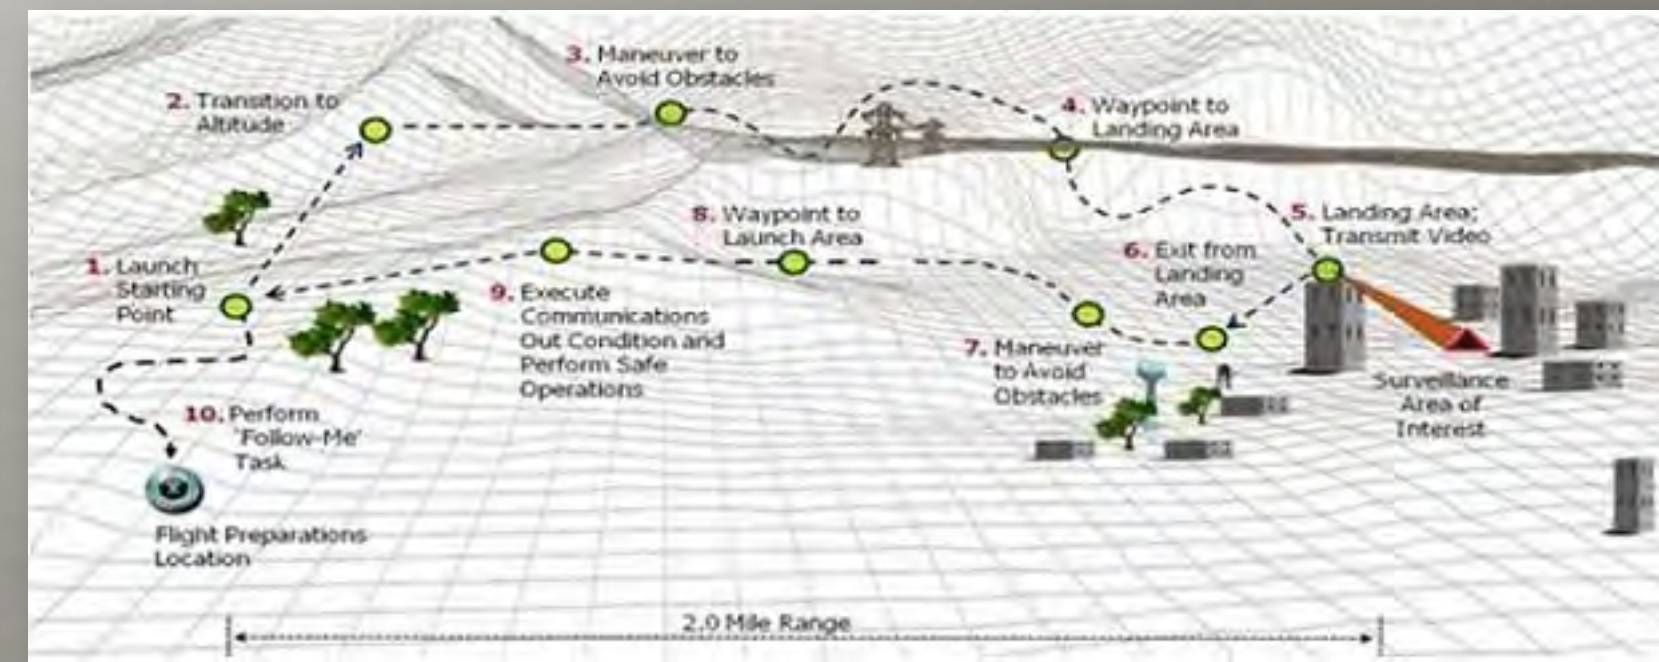 1. Launch
Starting
Point
2. Transition to
Altitude
3. Maneuver to
Avoid Obstacles
4. Waypoint to
Landing Area
5. Landing Area;
Transmit Video
6. Exit from
Landing
Area
7. Maneuver
to Avoid
Obstacles
8. Waypoint to
Launch Area
9. Execute
Communications
Out Condition and
Perform Safe
Operations
10. Perform
'Follow-Me'
Task
Flight Preparations
Location
Surveillance
Area of
Interest
2.0 Mile Range